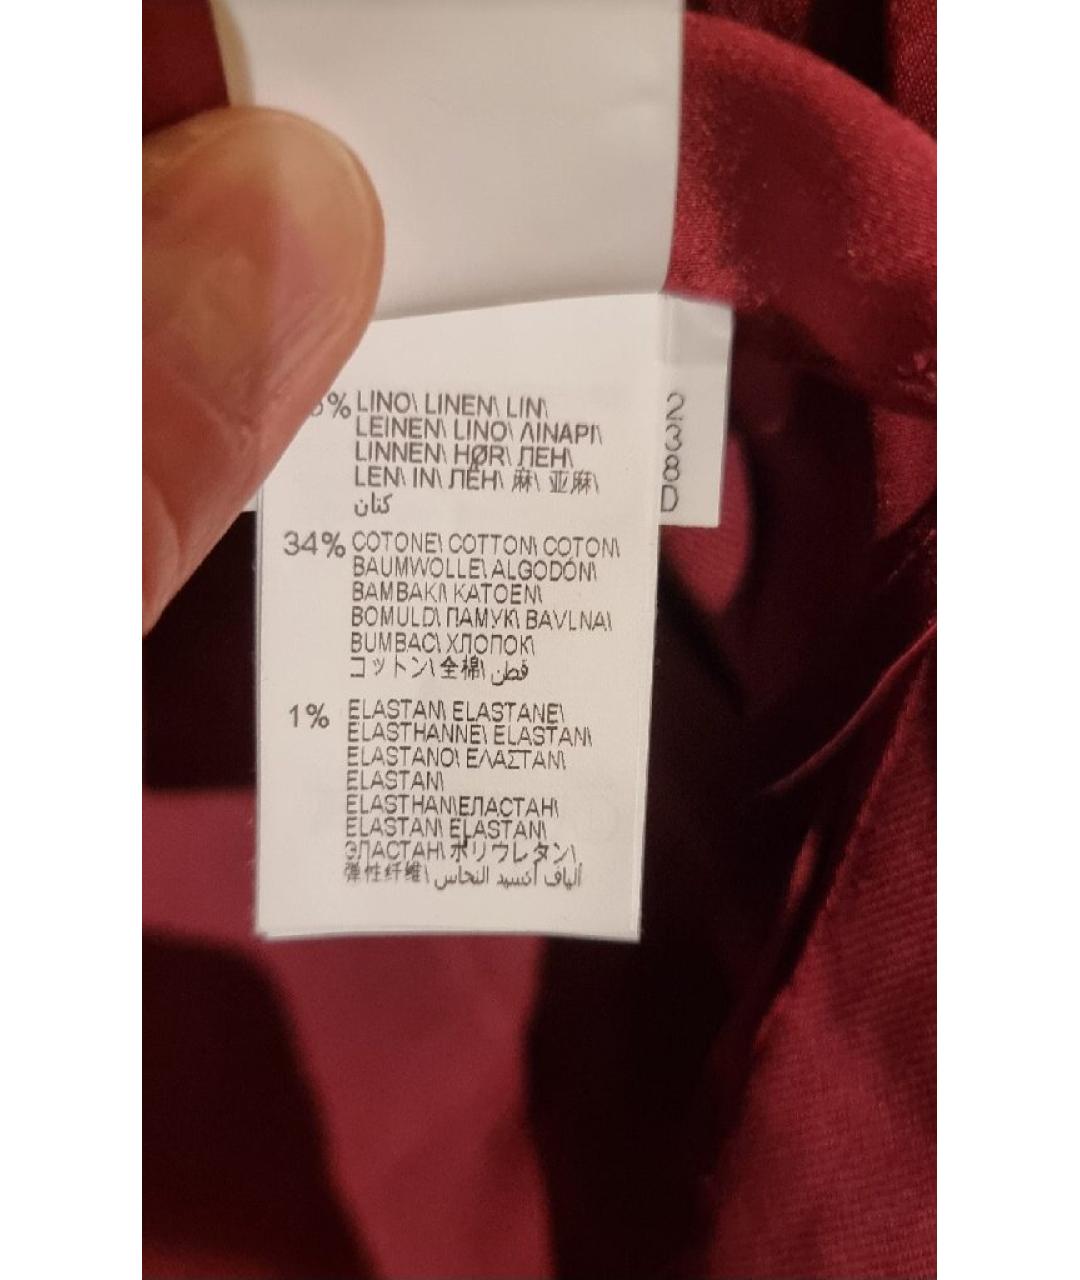 % LINO\ LINEN\ LIN\
LEINEN\ LINO\ ΛΙΝΑΡΙ\
LINNEN\ HØR\ ЛЕН\
LEN\ IN\ ЛЁН\ 麻\ 亚麻\
كتان
34% COTONE\ COTTON\ COTON\
BAUMWOLLE\ ALGODÓN\
BAMBAKI\ KATOEN\
BOMULD\ ПАМУК\ BAVLNA\
BUMBAC\ ХЛОПОК\
コットン\ 全棉\ قطن
1% ELASTAN\ ELASTANE\
ELASTHANNE\ ELASTAN\
ELASTANO\ ΕΛΑΣΤΑΝ\
ELASTAN\
ELASTHAN\ ЕЛАСТАН\
ELASTAN\ ELASTAN\
ЭЛАСТАН\ ポリウレタン\
弾性纤维\ ألياف أكسيد النحاس
2
3
8
D